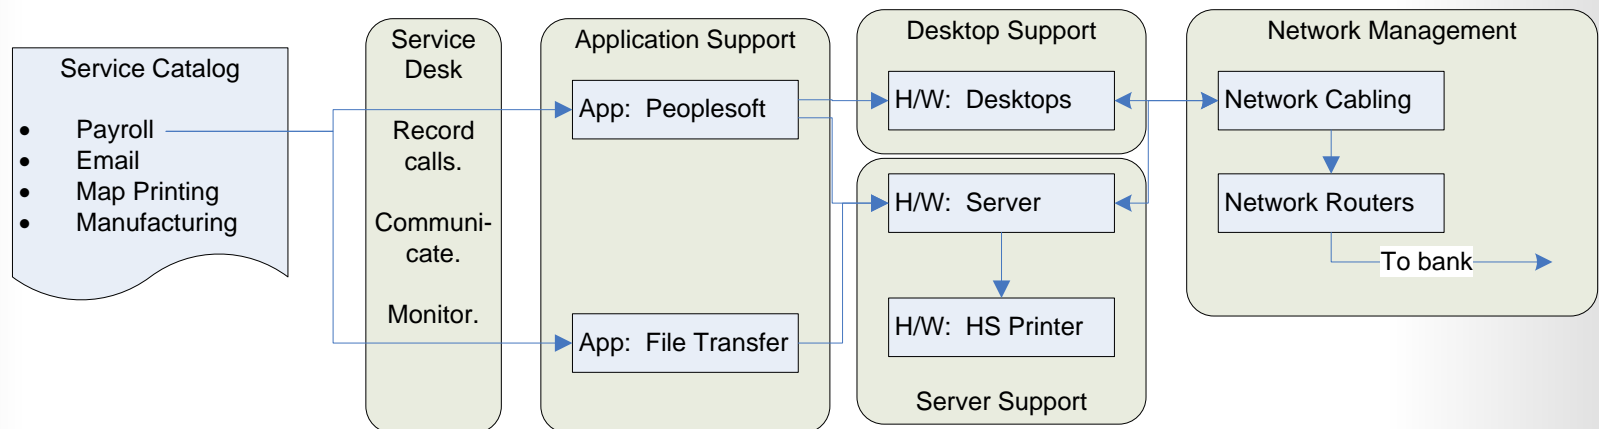 Service Catalog
• Payroll
• Email
• Map Printing
• Manufacturing
Service
Desk
Record
calls.
Communi-
cate.
Monitor.
Application Support
App:  Peoplesoft
App:  File Transfer
Desktop Support
H/W:  Desktops
H/W:  Server
H/W:  HS Printer
Server Support
Network Management
Network Cabling
Network Routers
To bank